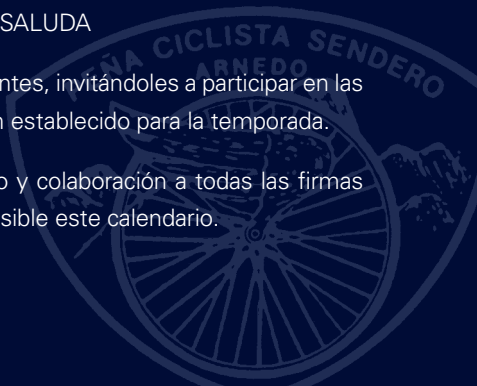 SALUDA
PEÑA CICLISTA SENDERO
ARNEDO
ntes, invitándoles a participar en las
n establecido para la temporada.
o y colaboración a todas las firmas
sible este calendario.